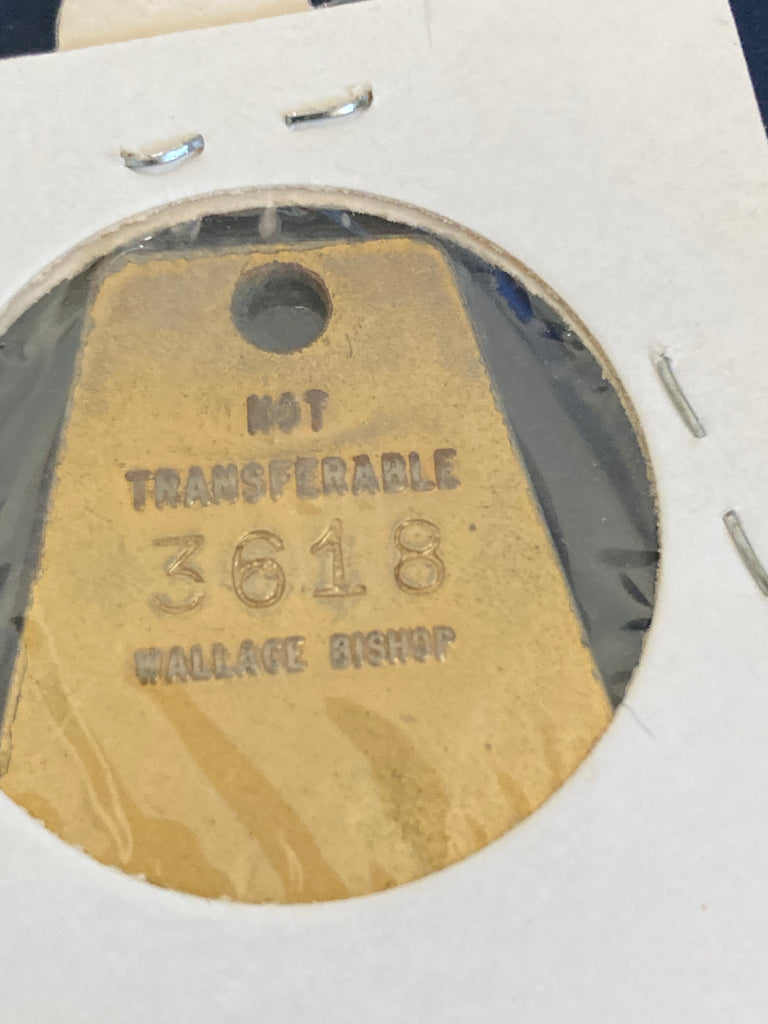 NOT
TRANSFERABLE
3618
WALLACE BISHOP